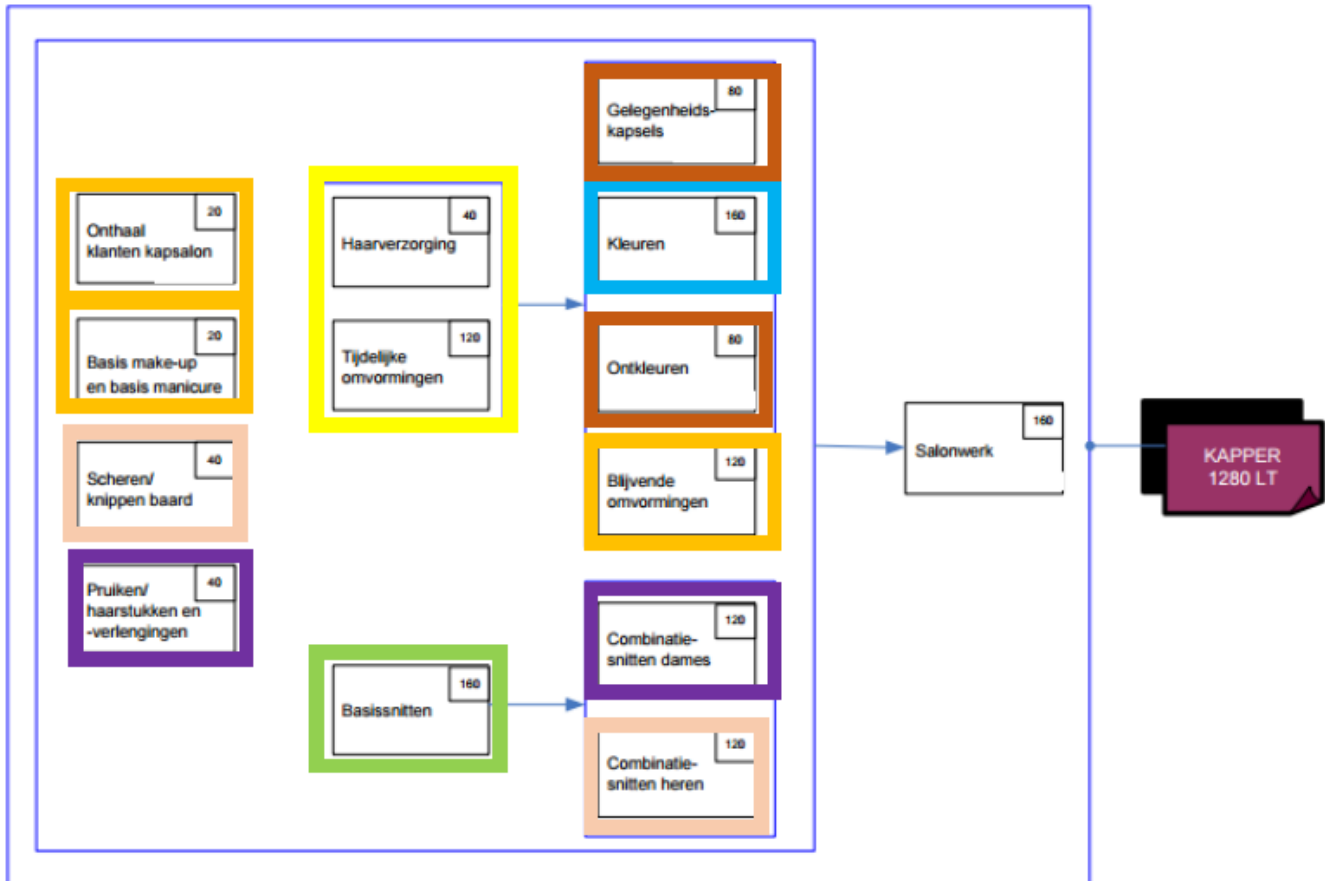 20
Onthaal
klanten kapsalon
20
Basis make-up
en basis manicure
40
Scheren/
knippen baard
40
Pruiken/
haarstukken en
-verlengingen
40
Haarverzorging
120
Tijdelijke
omvormingen
160
Basissnitten
80
Gelegenheids-
kapsels
160
Kleuren
80
Ontkleuren
120
Blijvende
omvormingen
120
Combinatie-
snitten dames
120
Combinatie-
snitten heren
160
Salonwerk
KAPPER
1280 LT